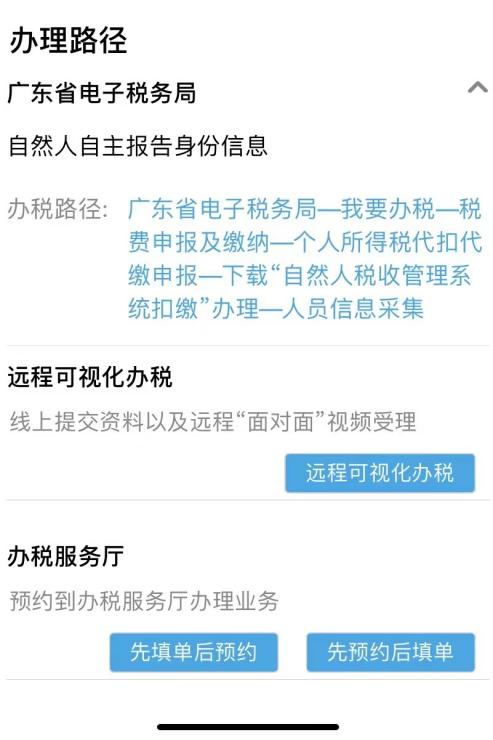 办理路径
广东省电子税务局
自然人自主报告身份信息
办税路径: 广东省电子税务局—我要办税—税
费申报及缴纳—个人所得税代扣代
缴申报—下载“自然人税收管理系
统扣缴”办理—人员信息采集
远程可视化办税
线上提交资料以及远程“面对面”视频受理
远程可视化办税
办税服务厅
预约到办税服务厅办理业务
先填单后预约 先预约后填单